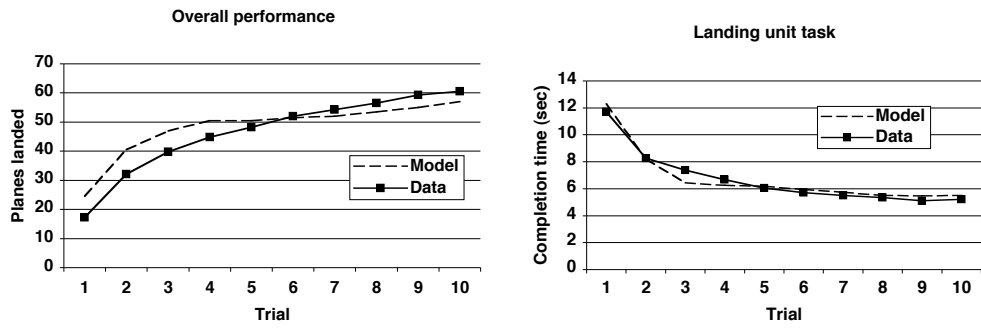 Overall performance
70
60
50
40
30
20
10
0
Planes landed
Model
Data
1 2 3 4 5 6 7 8 9 10
Trial
Landing unit task
14
12
10
8
6
4
2
0
Completion time (sec)
Model
Data
1 2 3 4 5 6 7 8 9 10
Trial